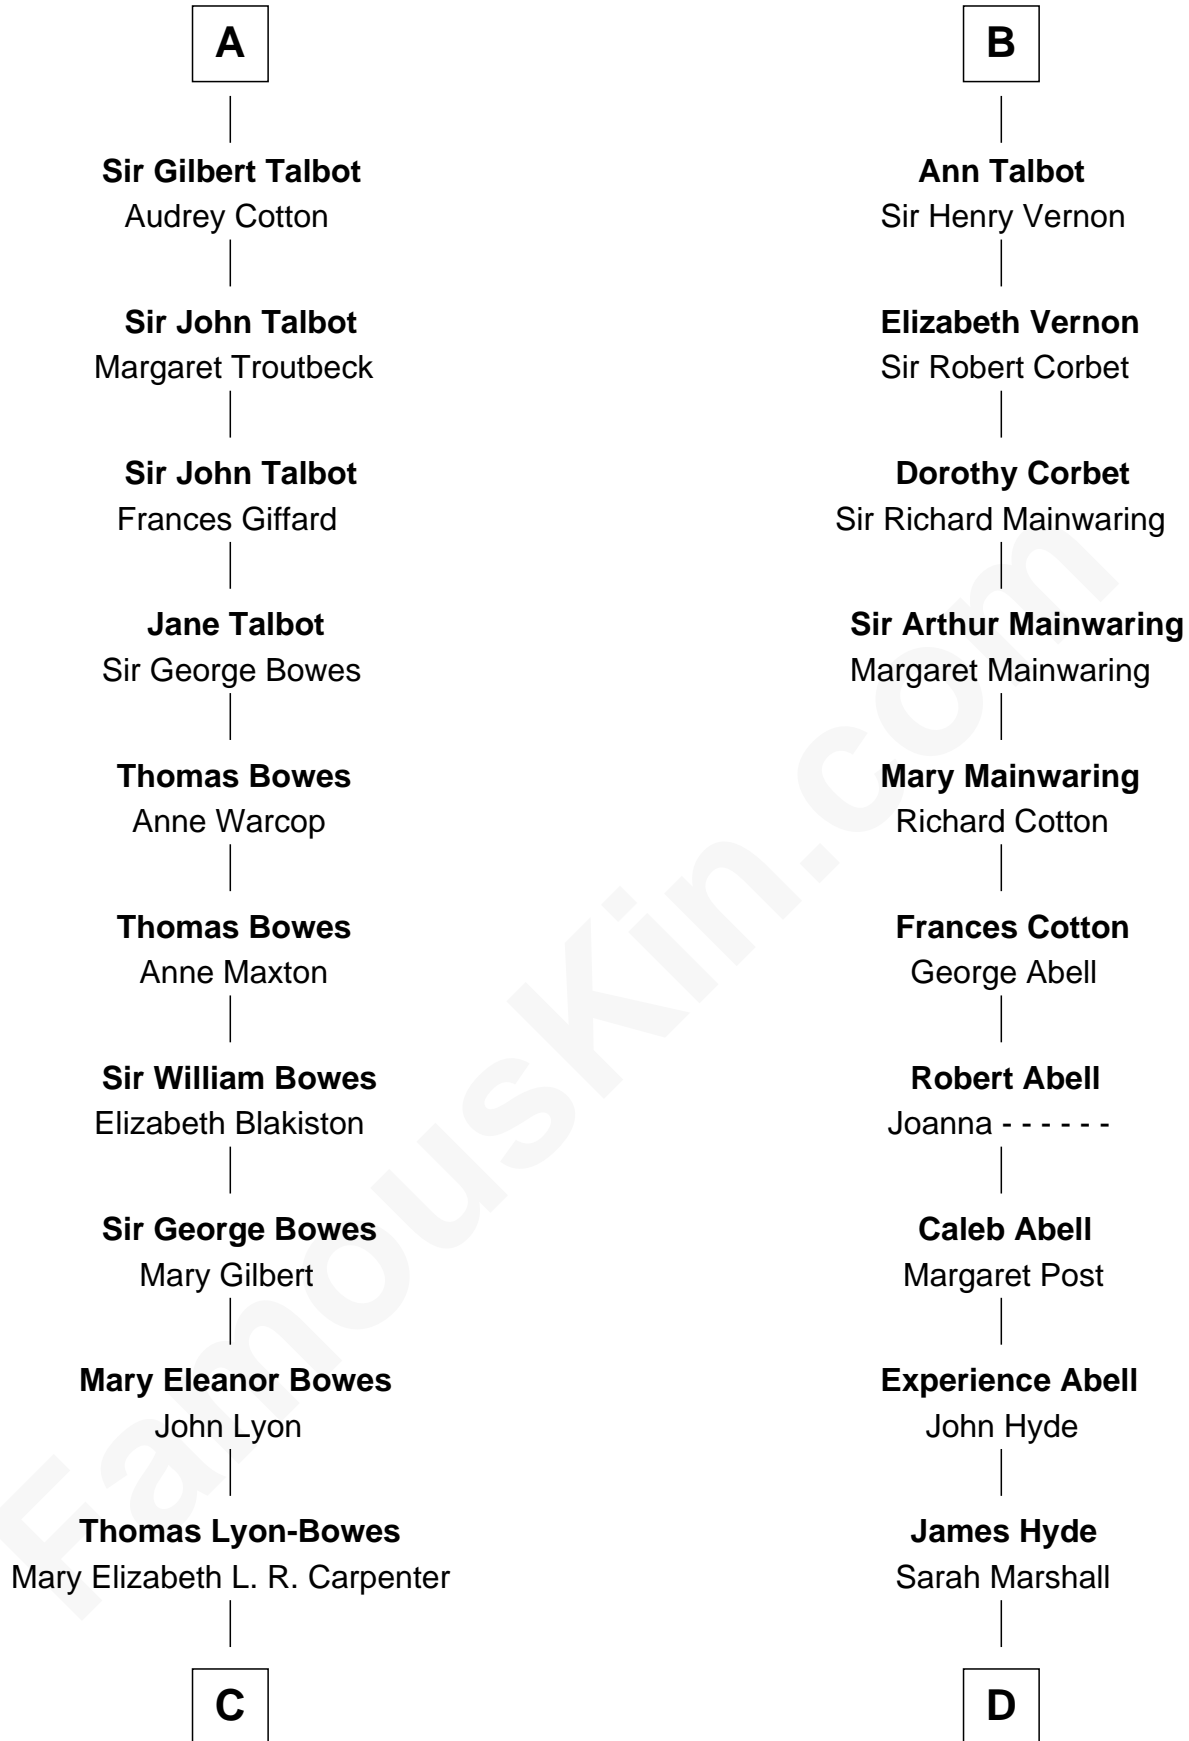 A
Sir Gilbert Talbot
Audrey Cotton
Sir John Talbot
Margaret Troutbeck
Sir John Talbot
Frances Giffard
Jane Talbot
Sir George Bowes
Thomas Bowes
Anne Warcop
Thomas Bowes
Anne Maxton
Sir William Bowes
Elizabeth Blakiston
Sir George Bowes
Mary Gilbert
Mary Eleanor Bowes
John Lyon
Thomas Lyon-Bowes
Mary Elizabeth L. R. Carpenter
C
B
Ann Talbot
Sir Henry Vernon
Elizabeth Vernon
Sir Robert Corbet
Dorothy Corbet
Sir Richard Mainwaring
Sir Arthur Mainwaring
Margaret Mainwaring
Mary Mainwaring
Richard Cotton
Frances Cotton
George Abell
Robert Abell
Joanna - - - - - -
Caleb Abell
Margaret Post
Experience Abell
John Hyde
James Hyde
Sarah Marshall
D
FamousKin.com